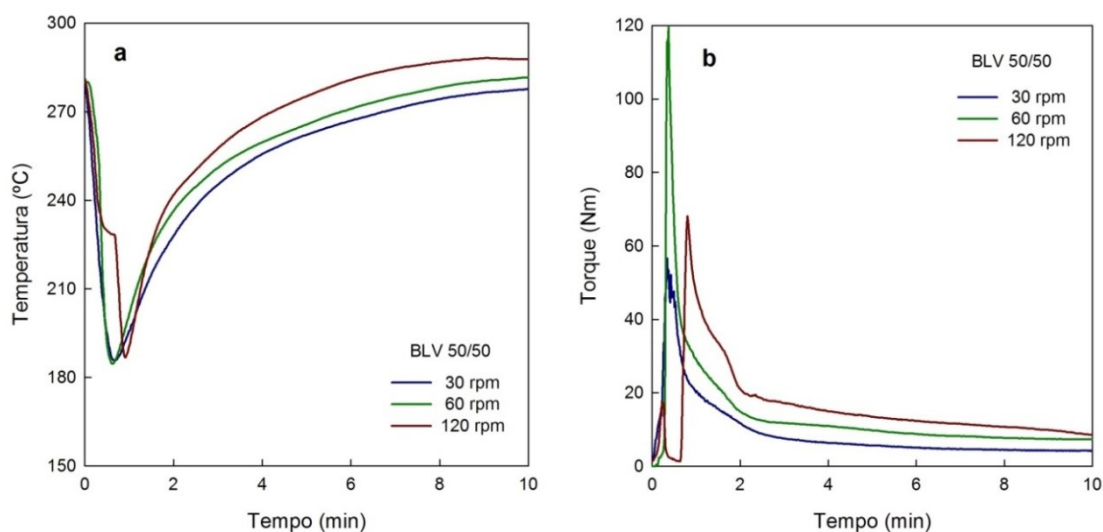 a
300
270
240
210
180
150
Temperatura (ºC)
BLV 50/50
30 rpm
60 rpm
120 rpm
0
2
4
6
8
10
Tempo (min)
b
120
100
80
60
40
20
0
Torque (Nm)
BLV 50/50
30 rpm
60 rpm
120 rpm
0
2
4
6
8
10
Tempo (min)